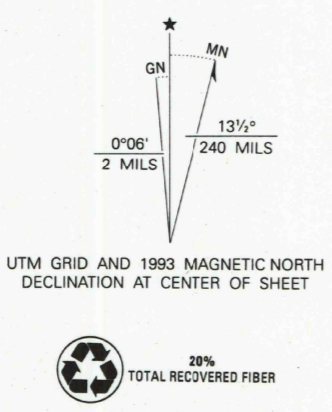 ★
MN
GN
13½°
240 MILS
0°06'
2 MILS
UTM GRID AND 1993 MAGNETIC NORTH
DECLINATION AT CENTER OF SHEET
20%
TOTAL RECOVERED FIBER